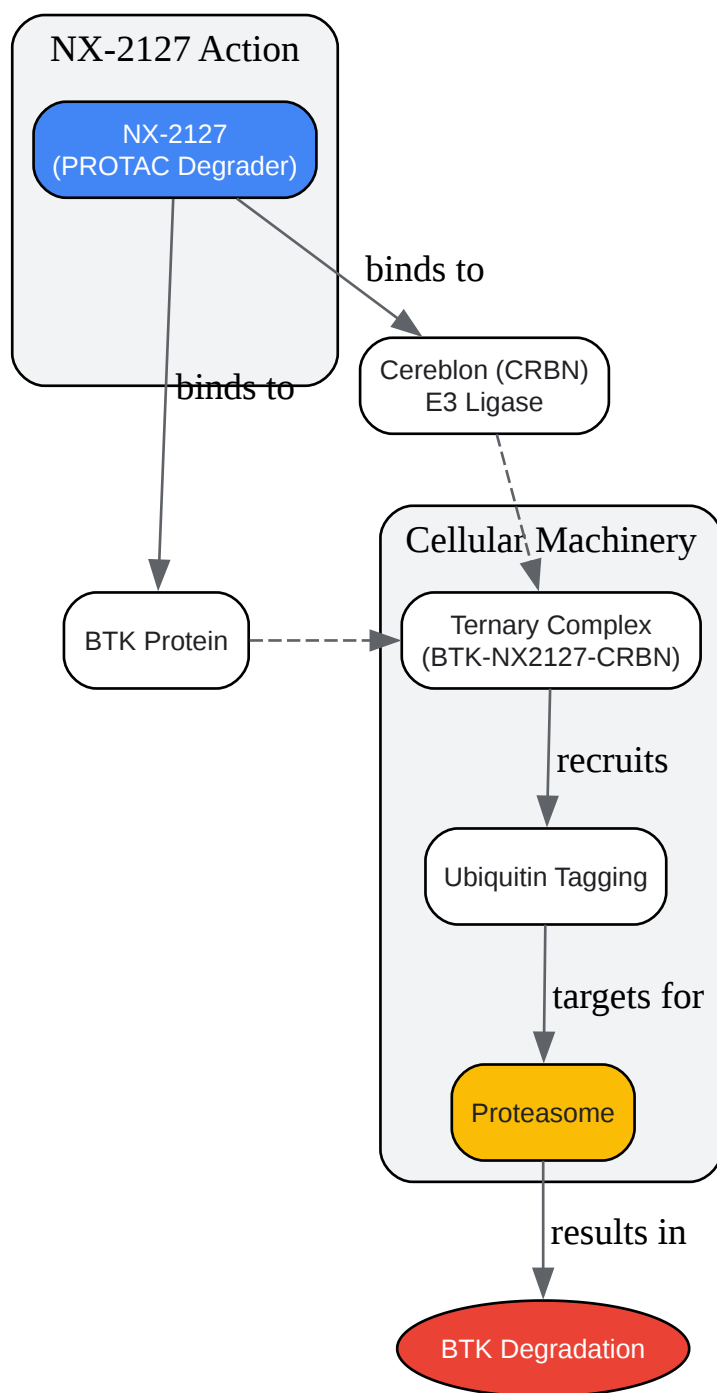 NX-2127 Action
NX-2127
(PROTAC Degrader)
binds to
binds to
Cereblon (CRBN)
E3 Ligase
Cellular Machinery
BTK Protein
Ternary Complex
(BTK-NX2127-CRBN)
recruits
Ubiquitin Tagging
targets for
Proteasome
results in
BTK Degradation